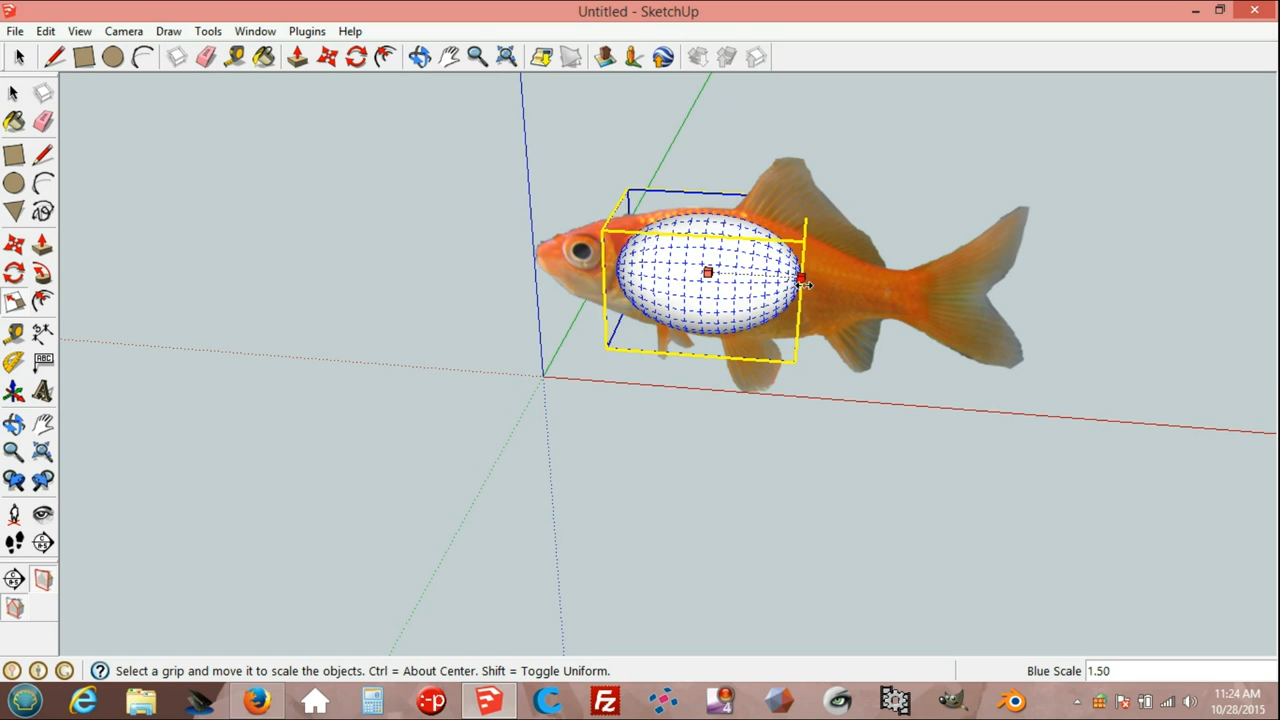 Untitled - SketchUp
File Edit View Camera Draw Tools Window Plugins Help
ABC
Select a grip and move it to scale the objects. Ctrl = About Center. Shift = Toggle Uniform.
Blue Scale 1.50
11:24 AM
10/28/2015